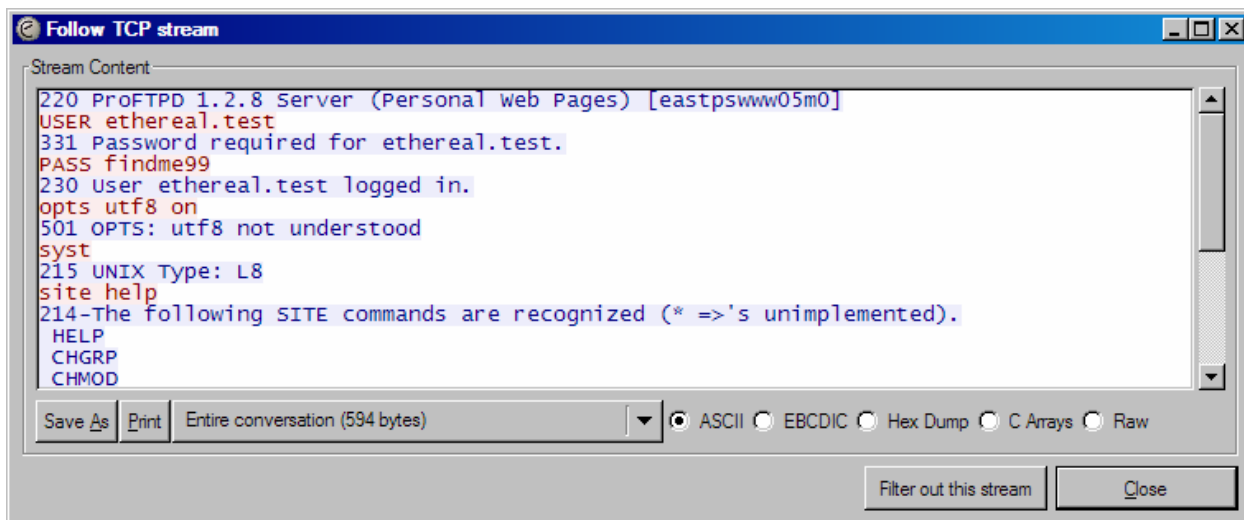 Follow TCP stream
Stream Content
220 ProFTPD 1.2.8 Server (Personal Web Pages) [eastpswww05m0]
USER ethereal.test
331 Password required for ethereal.test.
PASS findme99
230 User ethereal.test logged in.
opts utf8 on
501 OPTS: utf8 not understood
syst
215 UNIX Type: L8
site help
214-The following SITE commands are recognized (* =>'s unimplemented).
HELP
CHGRP
CHMOD
Save As Print Entire conversation (594 bytes) ASCII EBCDIC Hex Dump C Arrays Raw
Filter out this stream Close